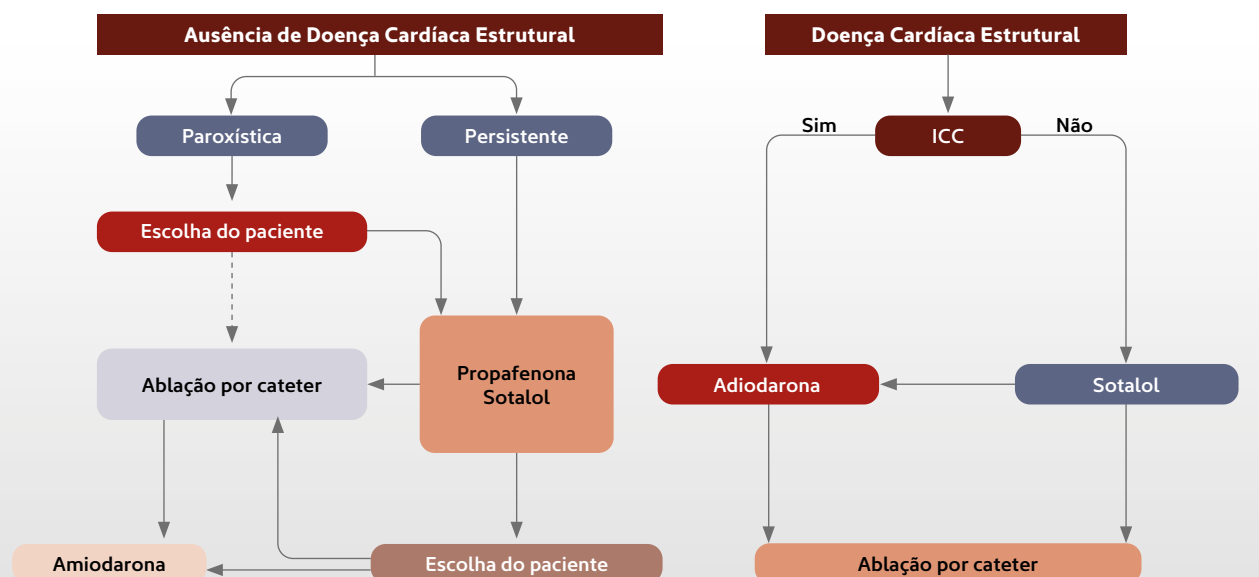 Ausência de Doença Cardíaca Estrutural
Doença Cardíaca Estrutural
Paroxística
Persistente
Sim
ICC
Não
Escolha do paciente
Ablação por cateter
Propafenona
Sotalol
Adiodarona
Sotalol
Amiodarona
Escolha do paciente
Ablação por cateter